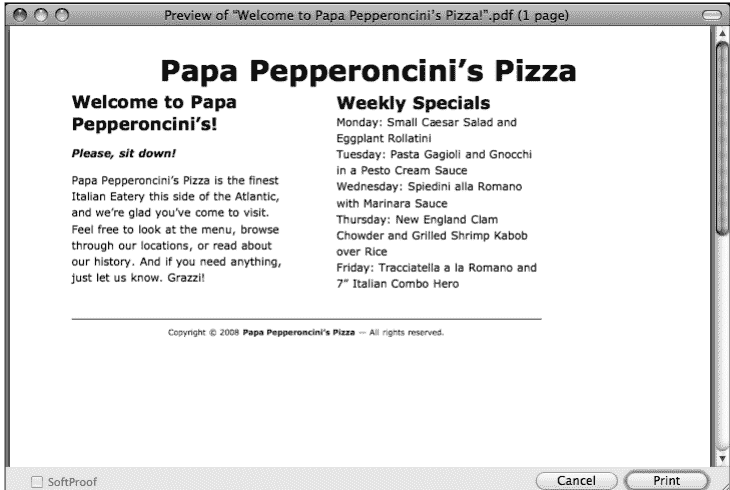 Preview of “Welcome to Papa Pepperoncini’s Pizza!”.pdf (1 page)
Papa Pepperoncini’s Pizza
Welcome to Papa
Pepperoncini’s!
Please, sit down!
Papa Pepperoncini’s Pizza is the finest
Italian Eatery this side of the Atlantic,
and we’re glad you’ve come to visit.
Feel free to look at the menu, browse
through our locations, or read about
our history. And if you need anything,
just let us know. Grazzi!
Weekly Specials
Monday: Small Caesar Salad and
Eggplant Rollatini
Tuesday: Pasta Gagioli and Gnocchi
in a Pesto Cream Sauce
Wednesday: Spiedini alla Romano
with Marinara Sauce
Thursday: New England Clam
Chowder and Grilled Shrimp Kabob
over Rice
Friday: Tracciatella a la Romano and
7” Italian Combo Hero
Copyright © 2008 Papa Pepperoncini’s Pizza — All rights reserved.
SoftProof
Cancel
Print